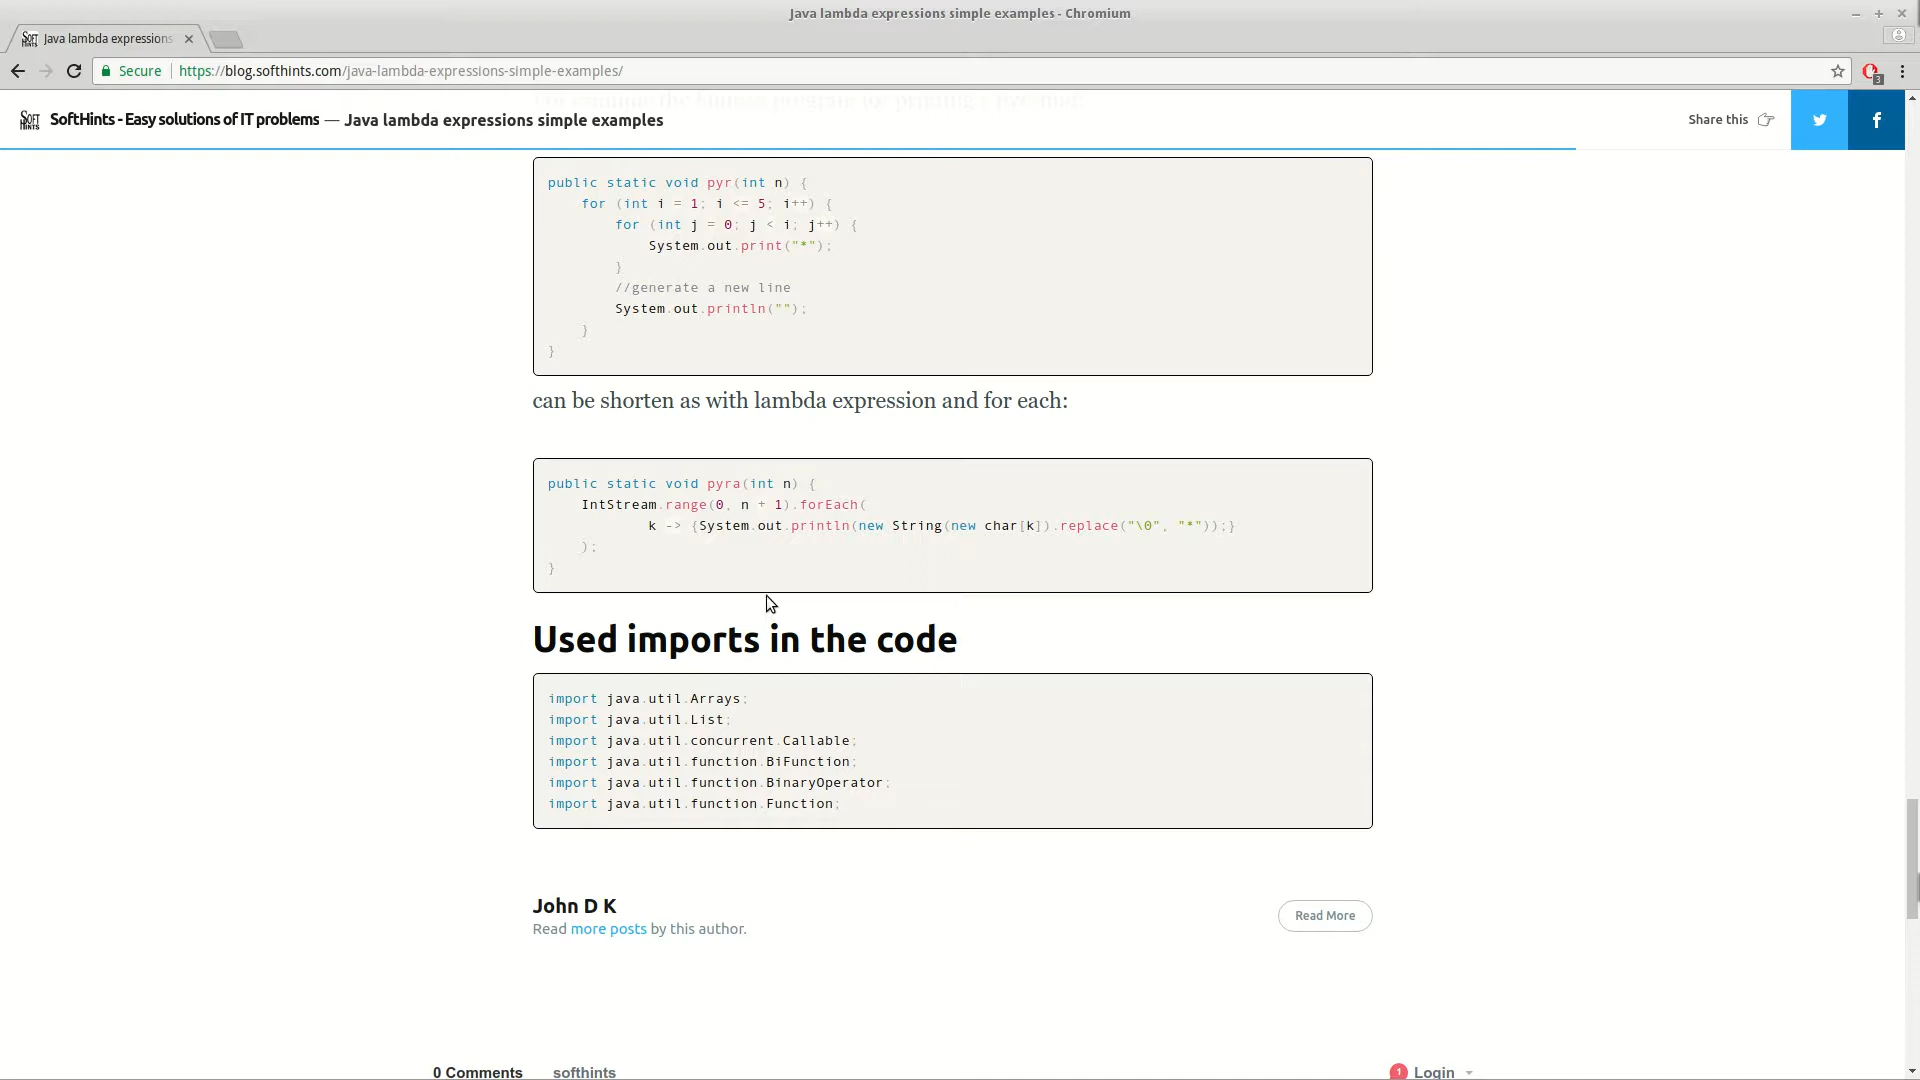 Java lambda expressions simple examples - Chromium
Java lambda expressions
Secure https://blog.softhints.com/java-lambda-expressions-simple-examples/
3
SOFT HINTS SoftHints - Easy solutions of IT problems — Java lambda expressions simple examples
Share this
public static void pyr(int n) {
for (int i = 1; i <= 5; i++) {
for (int j = 0; j < i; j++) {
System.out.print("*");
}
//generate a new line
System.out.println("");
}
}
can be shorten as with lambda expression and for each:
public static void pyra(int n) {
IntStream.range(0, n + 1).forEach(
k -> {System.out.println(new String(new char[k]).replace("\0", "*"));}
);
}
Used imports in the code
import java.util.Arrays;
import java.util.List;
import java.util.concurrent.Callable;
import java.util.function.BiFunction;
import java.util.function.BinaryOperator;
import java.util.function.Function;
John D K
Read more posts by this author.
Read More
0 Comments softhints
1 Login